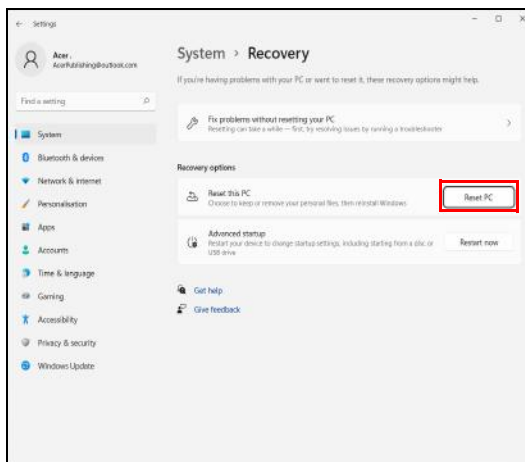 Settings
Acer .
AcerPublishing@outlook.com
Find a setting
System
Bluetooth & devices
Network & internet
Personalisation
Apps
Accounts
Time & language
Gaming
Accessibility
Privacy & security
Windows Update
System > Recovery
If you're having problems with your PC or want to reset it, these recovery options might help.
Fix problems without resetting your PC
Resetting can take a while — first, try resolving issues by running a troubleshooter
Recovery options
Reset this PC
Choose to keep or remove your personal files, then reinstall Windows
Reset PC
Advanced startup
Restart your device to change startup settings, including starting from a disc or
USB drive
Restart now
Get help
Give feedback